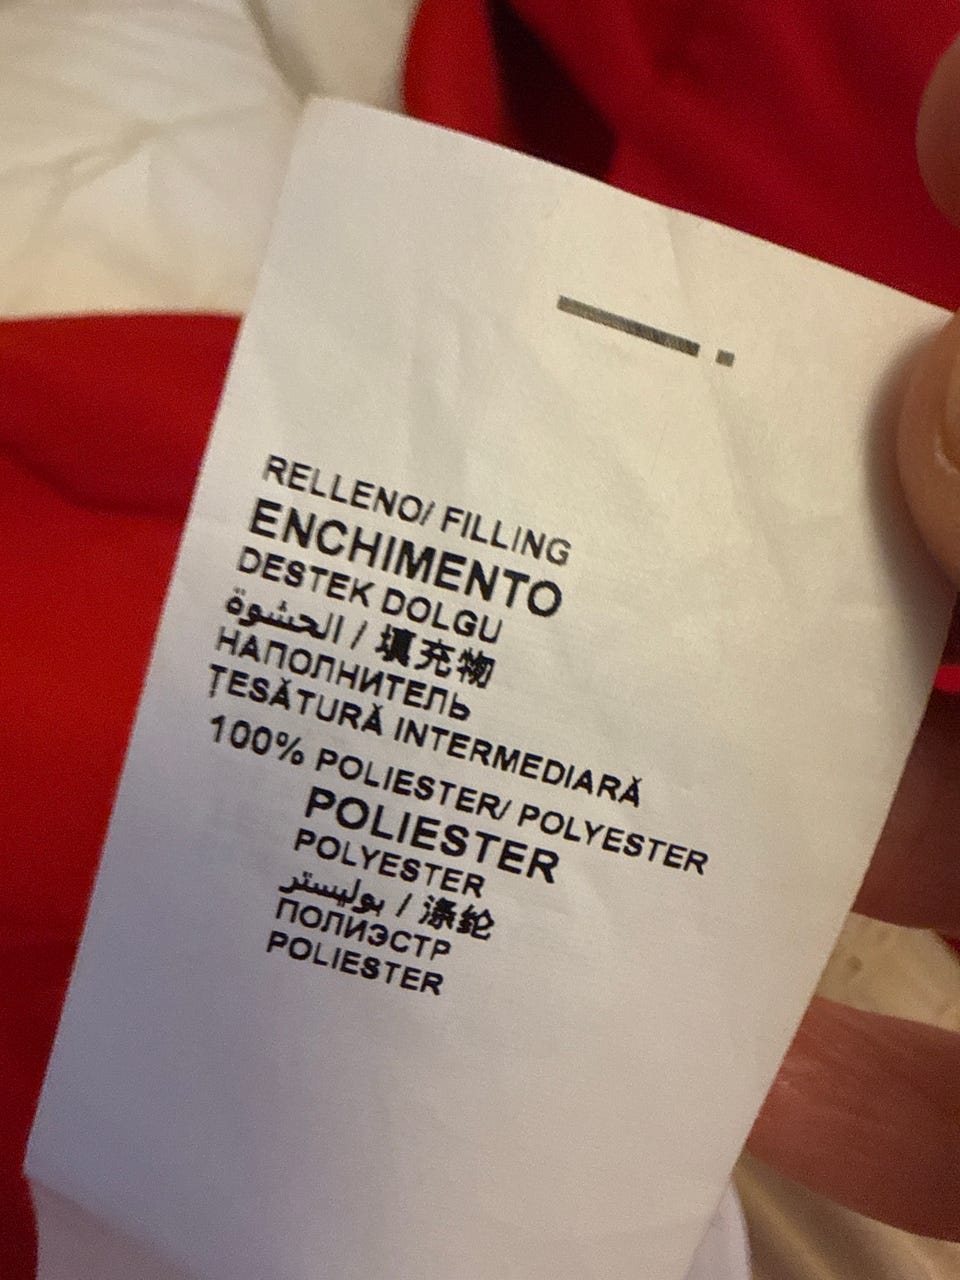 RELLENO/ FILLING
ENCHIMENTO
DESTEK DOLGU
الحشوة / 填充物
НАПОЛНИТЕЛЬ
ȚESĂTURĂ INTERMEDIARĂ
100% POLIESTER/ POLYESTER
POLIESTER
POLYESTER
بوليستر / 涤纶
ПОЛИЭСТР
POLIESTER